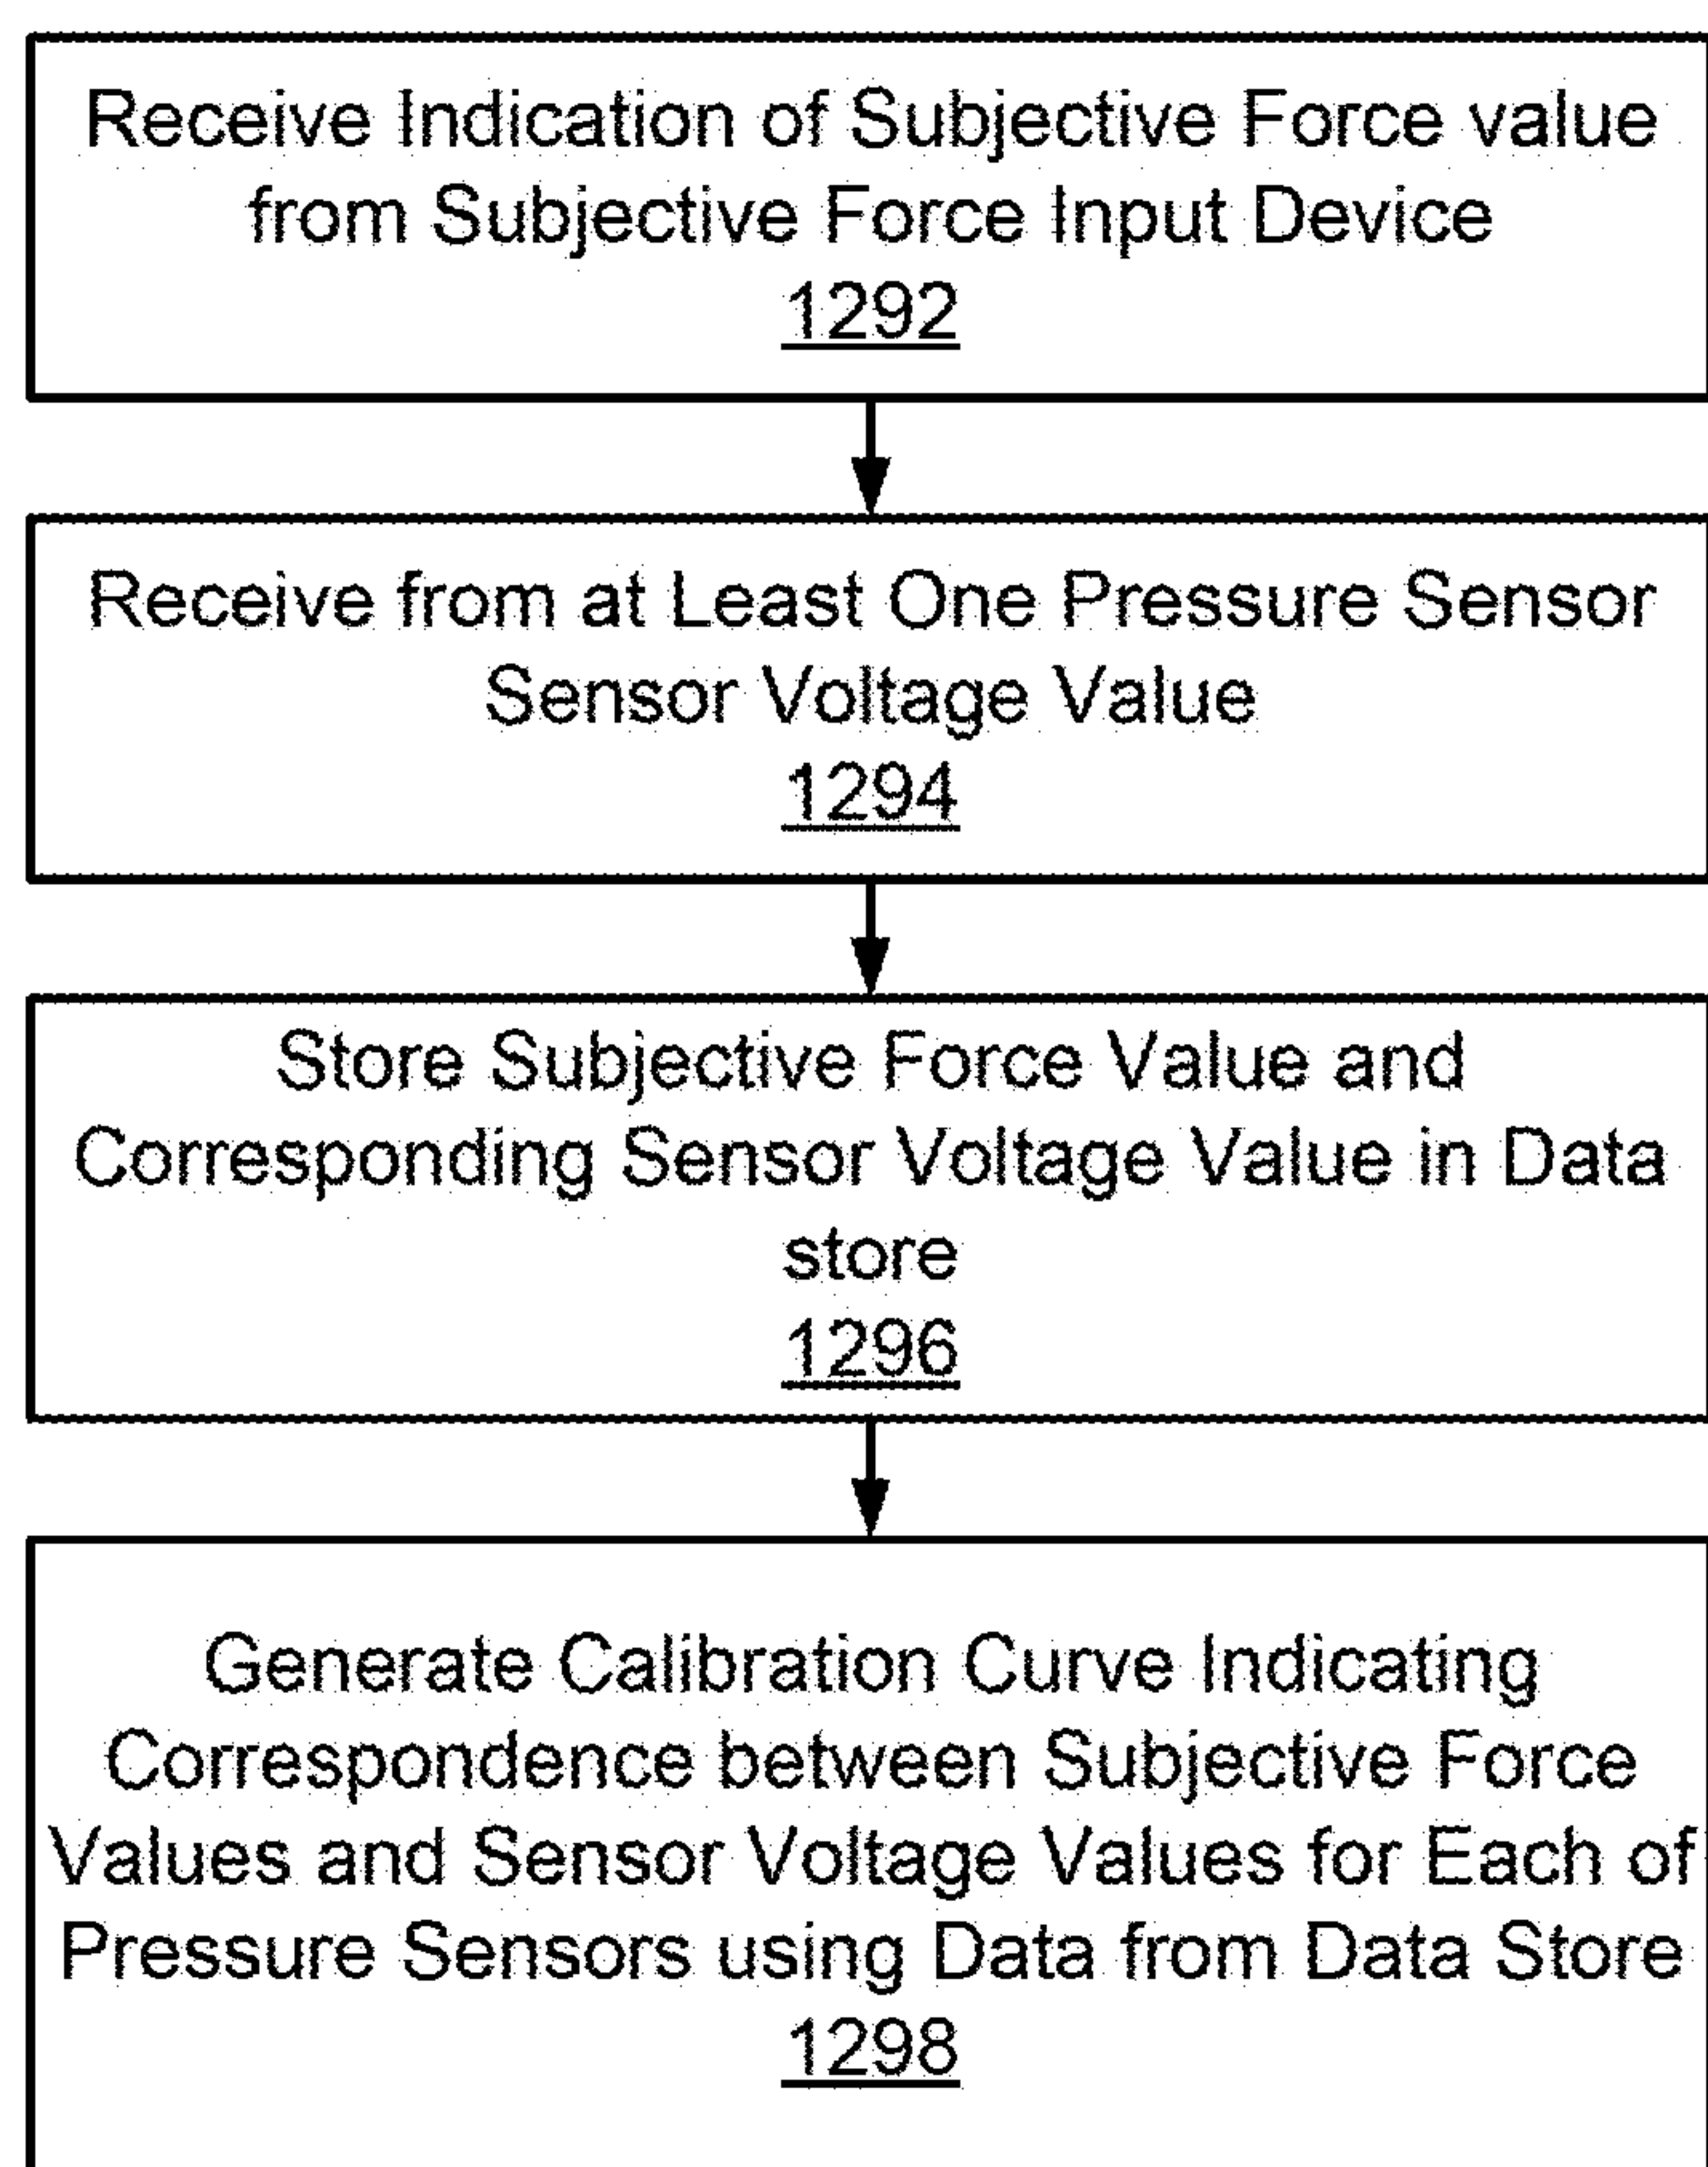 Receive Indication of Subjective Force value
from Subjective Force Input Device
1292
Receive from at Least One Pressure Sensor
Sensor Voltage Value
1294
Store Subjective Force Value and
Corresponding Sensor Voltage Value in Data
store
1296
Generate Calibration Curve Indicating
Correspondence between Subjective Force
Values and Sensor Voltage Values for Each of
Pressure Sensors using Data from Data Store
1298